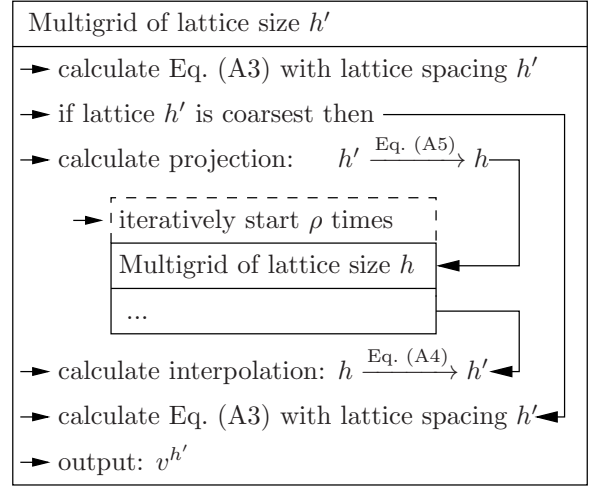 Multigrid of lattice size h′
calculate Eq. (A3) with lattice spacing h′
if lattice h′ is coarsest then
calculate projection: h′ Eq. (A5) h
iteratively start ρ times
Multigrid of lattice size h
...
calculate interpolation: h Eq. (A4) h′
calculate Eq. (A3) with lattice spacing h′
output: v^{h′}